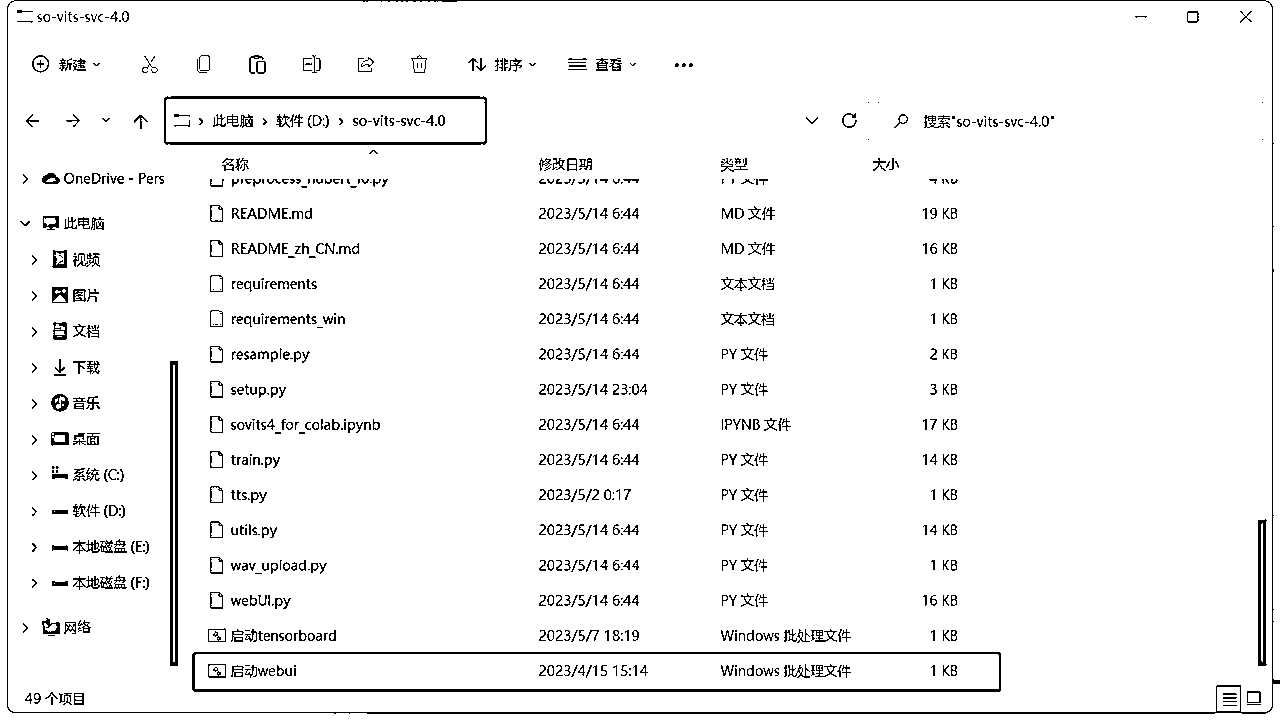 so-vits-svc-4.0
新建 排序 查看
此电脑 › 软件 (D:) › so-vits-svc-4.0 搜索"so-vits-svc-4.0"
名称 修改日期 类型 大小
OneDrive - Pers
此电脑
视频
图片
文档
下载
音乐
桌面
系统 (C:)
软件 (D:)
本地磁盘 (E:)
本地磁盘 (F:)
网络
README.md 2023/5/14 6:44 MD 文件 19 KB
README_zh_CN.md 2023/5/14 6:44 MD 文件 16 KB
requirements 2023/5/14 6:44 文本文档 1 KB
requirements_win 2023/5/14 6:44 文本文档 1 KB
resample.py 2023/5/14 6:44 PY 文件 2 KB
setup.py 2023/5/14 23:04 PY 文件 3 KB
sovits4_for_colab.ipynb 2023/5/14 6:44 IPYNB 文件 17 KB
train.py 2023/5/14 6:44 PY 文件 14 KB
tts.py 2023/5/2 0:17 PY 文件 1 KB
utils.py 2023/5/14 6:44 PY 文件 14 KB
wav_upload.py 2023/5/14 6:44 PY 文件 1 KB
webUI.py 2023/5/14 6:44 PY 文件 16 KB
启动tensorboard 2023/5/7 18:19 Windows 批处理文件 1 KB
启动webui 2023/4/15 15:14 Windows 批处理文件 1 KB
49 个项目